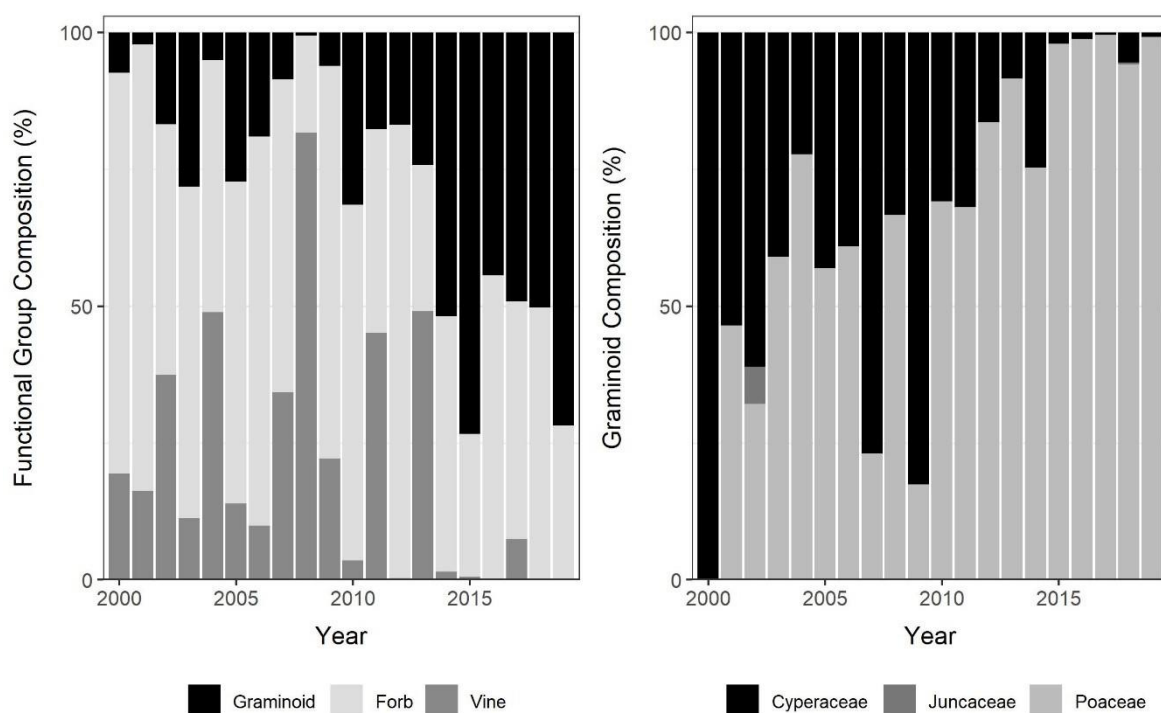 Functional Group Composition (%)
100
50
0
2000 2005 2010 2015
Year
Graminoid Forb Vine
Graminoid Composition (%)
100
50
0
2000 2005 2010 2015
Year
Cyperaceae Juncaceae Poaceae